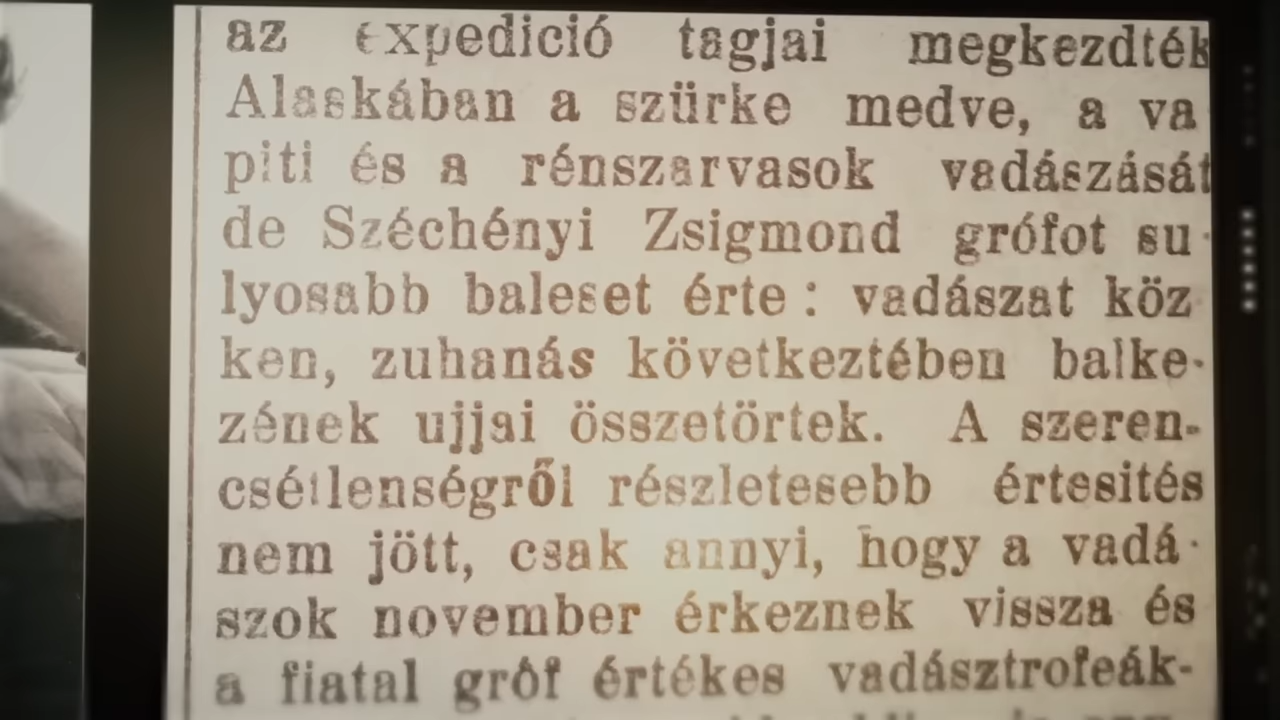 az expedició tagjai megkezdték
Alaskában a szürke medve, a va
piti és a rénszarvasok vadászását
de Széchényi Zsigmond grófot su-
lyosabb baleset érte: vadászat köz
ken, zuhanás következtében balke-
zének ujjai összetörtek. A szeren-
csétlenségről részletesebb értesités
nem jött, csak annyi, hogy a vadá-
szok november érkeznek vissza és
a fiatal gróf értékes vadásztrofeák-